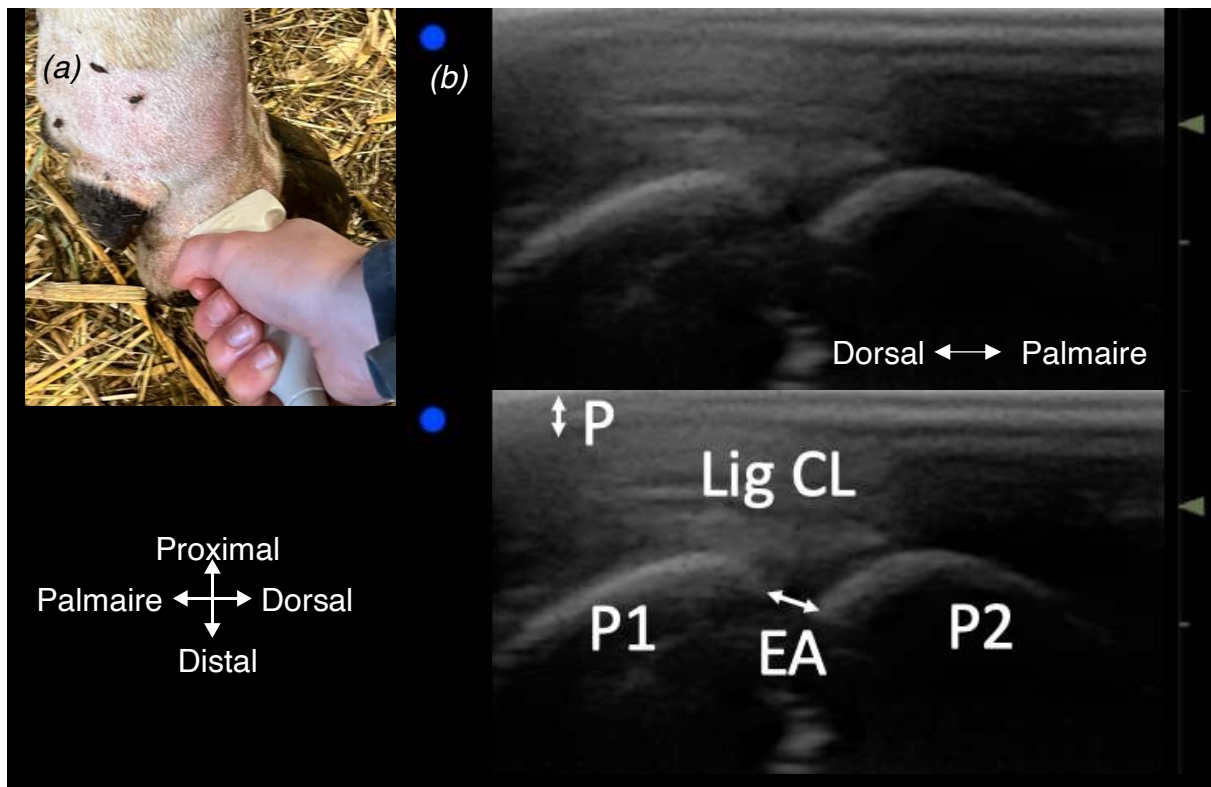 (a)
(b)
Dorsal Palmaire
P
Lig CL
P1
EA
P2
Proximal
Palmaire Dorsal
Distal